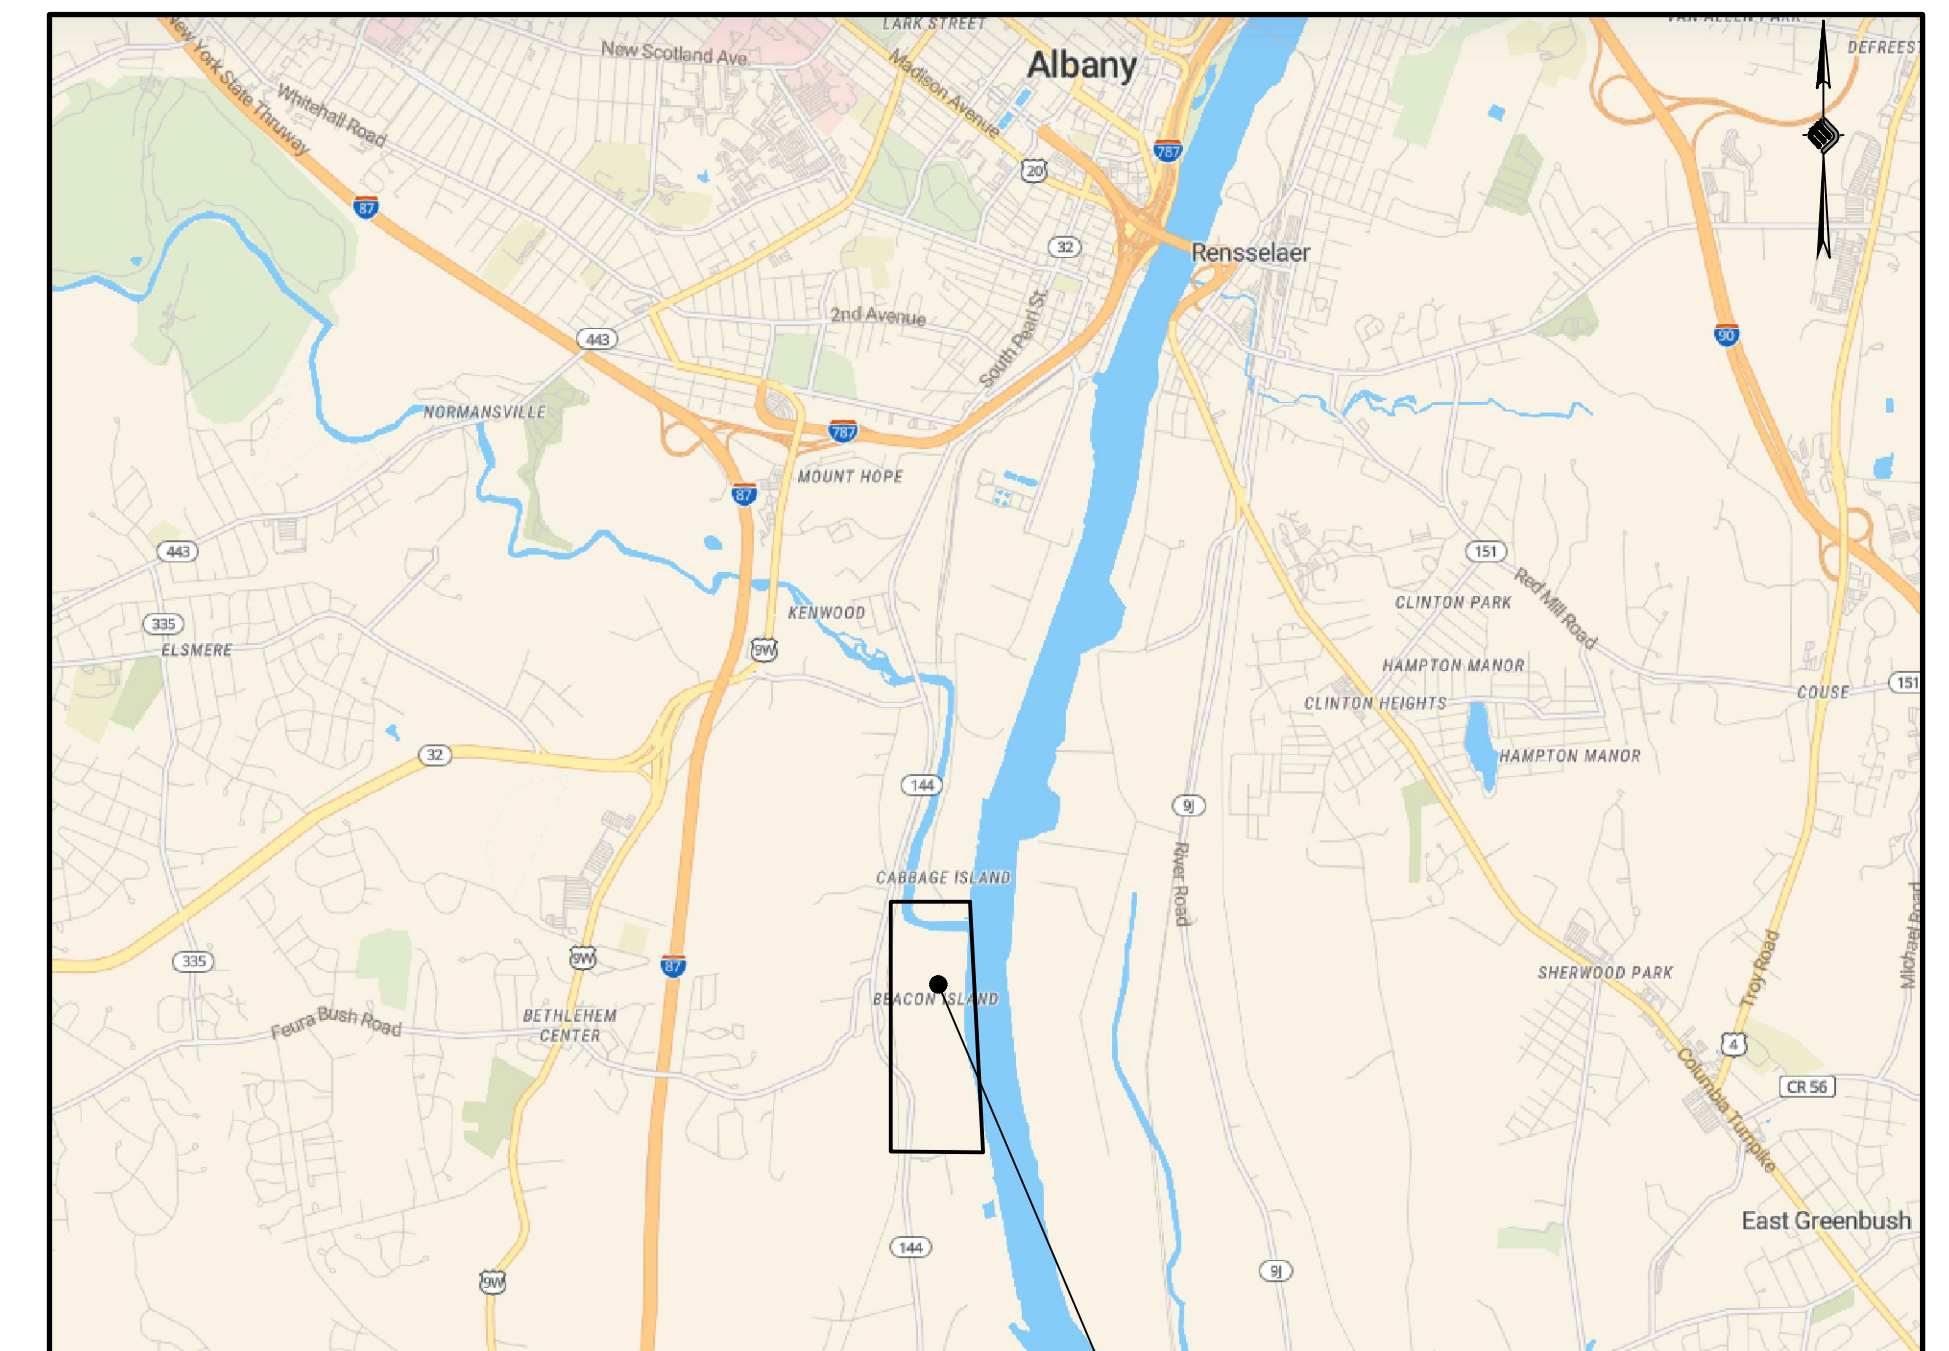 LARK STREET
VAN ALLEN PARK
New Scotland Ave.
Albany
DEFREEST
New York State Thruway
Madison Avenue
Whitehall Road
787
20
87
32
Rensselaer
2nd Avenue
South Pearl St.
443
90
NORMANSVILLE
787
MOUNT HOPE
87
443
151
Red Mill Road
CLINTON PARK
KENWOOD
335
ELSMERE
9W
HAMPTON MANOR
151
COUSE
CLINTON HEIGHTS
32
HAMPTON MANOR
144
9J
River Road
CABBAGE ISLAND
Michael Road
335
9W
87
Troy Road
SHERWOOD PARK
BEACON ISLAND
Feura Bush Road
BETHLEHEM
CENTER
4
CR 56
Columbia Turnpike
East Greenbush
144
9J
9W